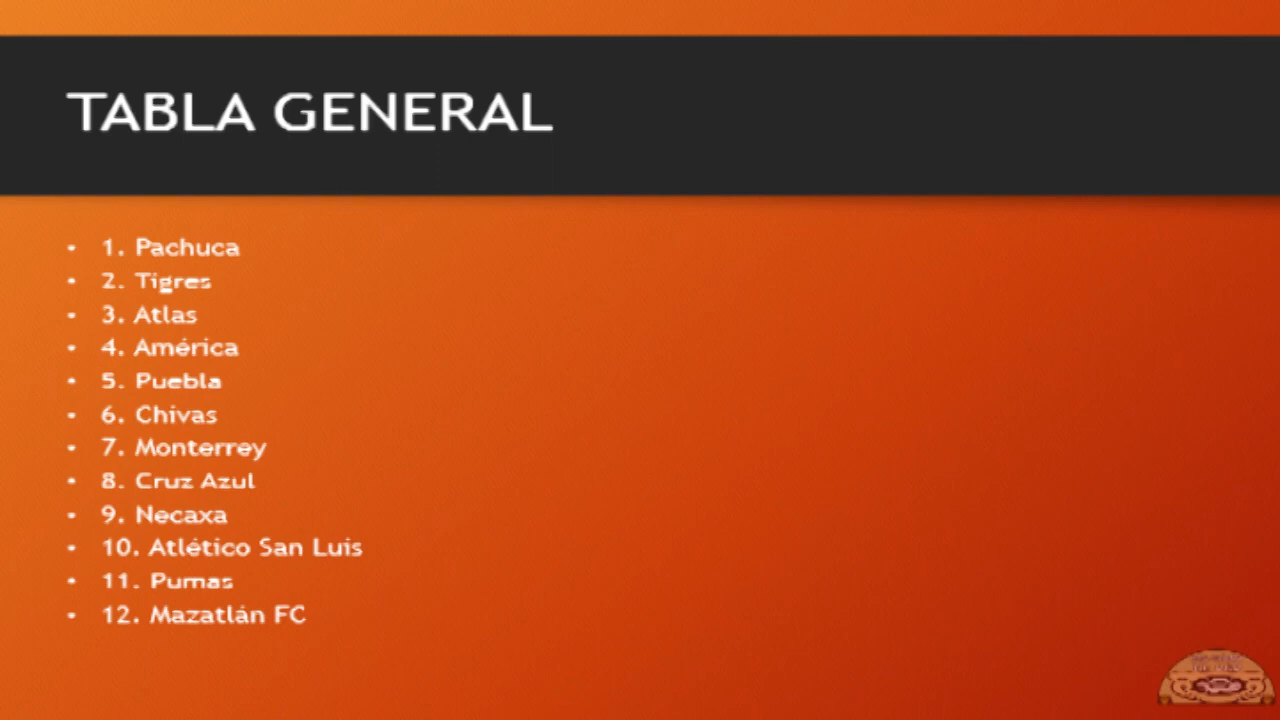 TABLA GENERAL
• 1. Pachuca
• 2. Tigres
• 3. Atlas
• 4. América
• 5. Puebla
• 6. Chivas
• 7. Monterrey
• 8. Cruz Azul
• 9. Necaxa
• 10. Atlético San Luis
• 11. Pumas
• 12. Mazatlán FC